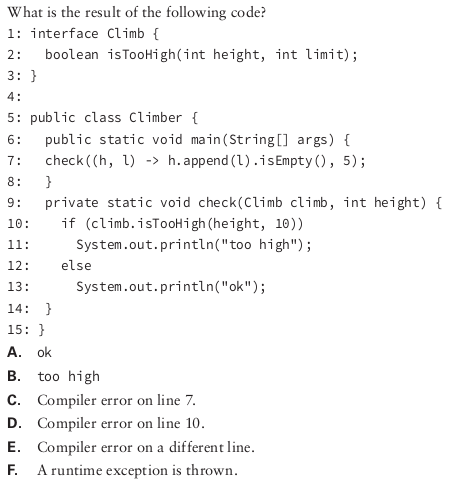 What is the result of the following code?
1: interface Climb {
2:   boolean isTooHigh(int height, int limit);
3: }
4:
5: public class Climber {
6:   public static void main(String[] args) {
7:   check((h, l) -> h.append(l).isEmpty(), 5);
8:   }
9:   private static void check(Climb climb, int height) {
10:     if (climb.isTooHigh(height, 10))
11:       System.out.println("too high");
12:     else
13:       System.out.println("ok");
14:   }
15: }
A. ok
B. too high
C. Compiler error on line 7.
D. Compiler error on line 10.
E. Compiler error on a different line.
F. A runtime exception is thrown.